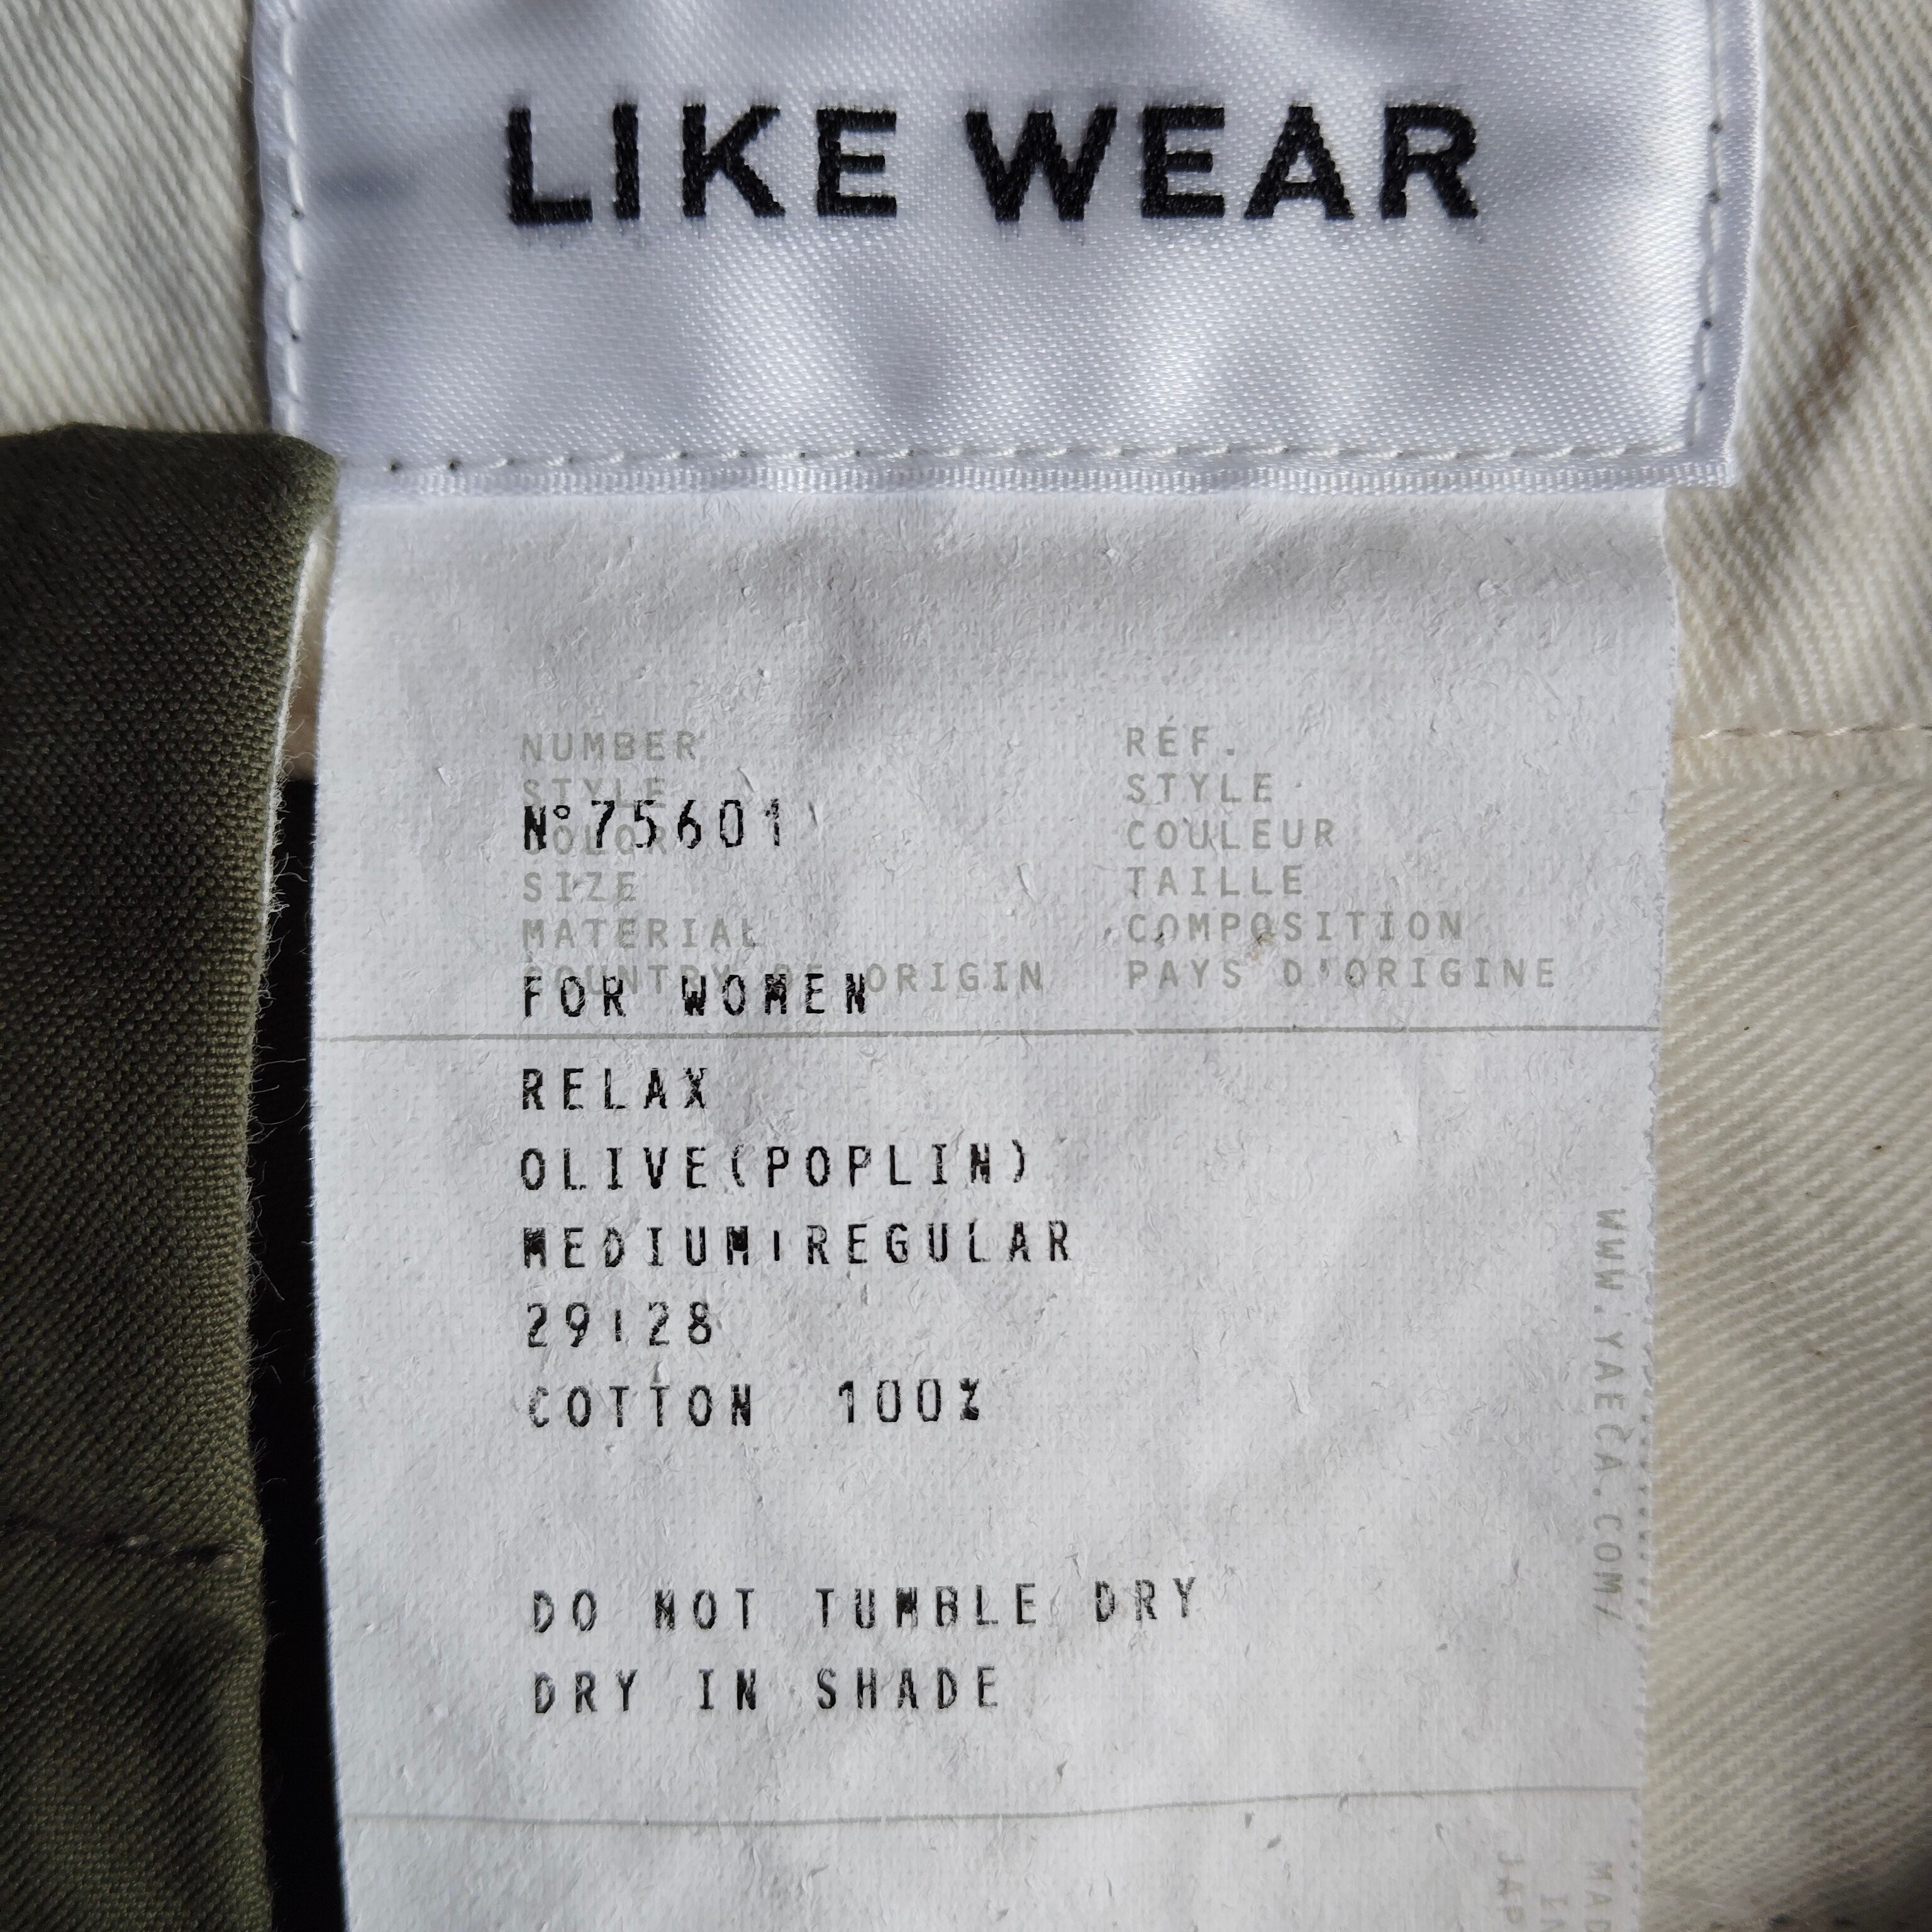 LIKE WEAR
NUMBER RÉF.
STYLE STYLE
N°75601
COLOR COULEUR
SIZE TAILLE
MATERIAL COMPOSITION
COUNTRY OF ORIGIN PAYS D'ORIGINE
FOR WOMEN
RELAX
OLIVE(POPLIN)
MEDIUM:REGULAR
29:28
COTTON 100%
DO NOT TUMBLE DRY
DRY IN SHADE
WWW.YAECA.COM/